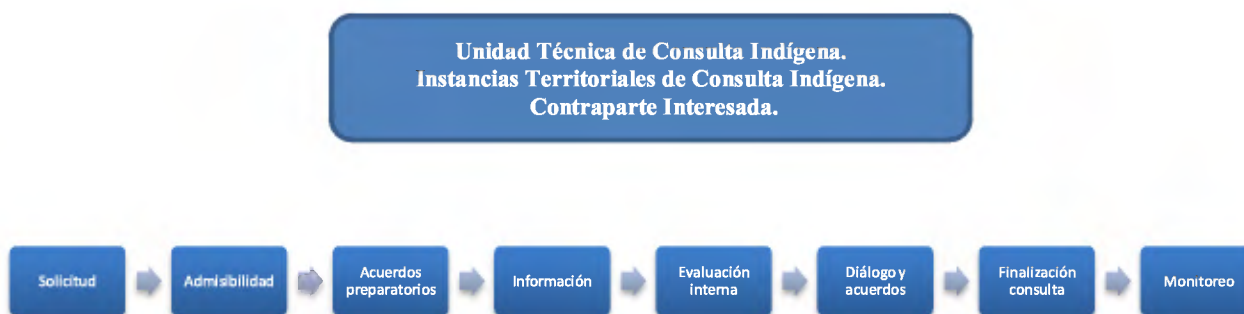 Unidad Técnica de Consulta Indígena.
Instancias Territoriales de Consulta Indígena.
Contraparte Interesada.
Solicitud
Admisibilidad
Acuerdos
preparatorios
Información
Evaluación
interna
Diálogo y
acuerdos
Finalización
consulta
Monitoreo